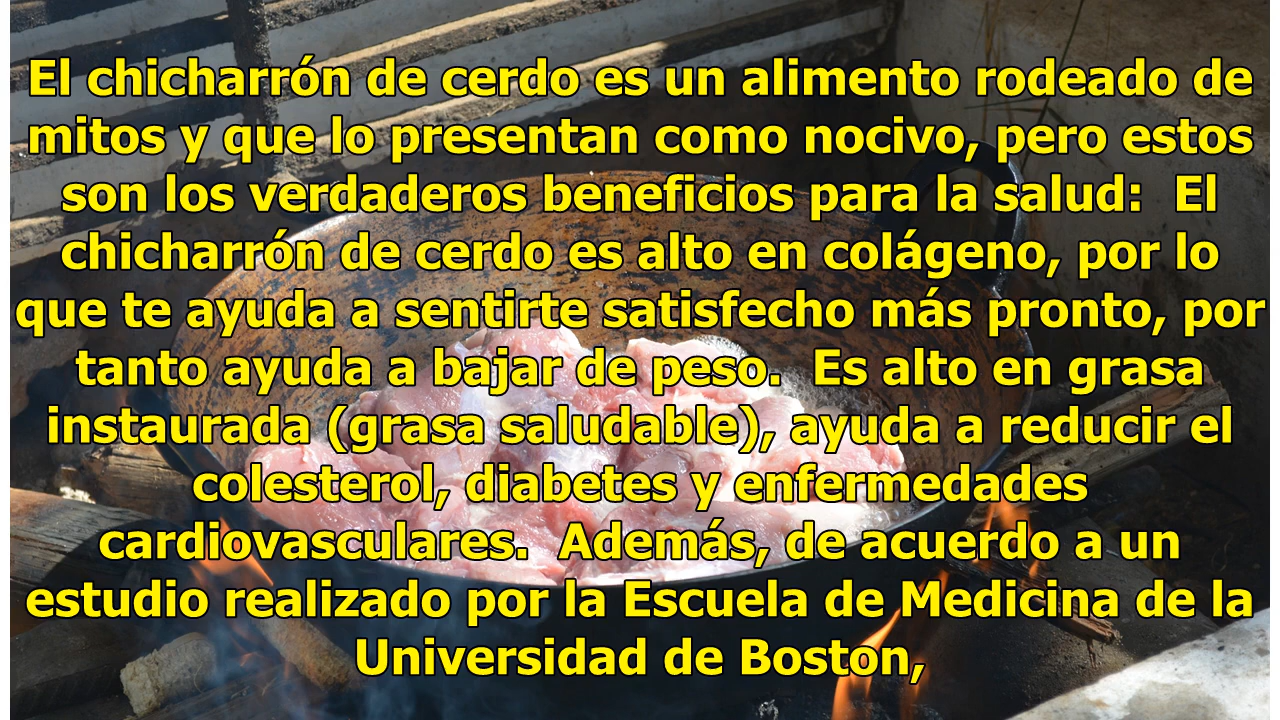 El chicharrón de cerdo es un alimento rodeado de
mitos y que lo presentan como nocivo, pero estos
son los verdaderos beneficios para la salud:  El
chicharrón de cerdo es alto en colágeno, por lo
que te ayuda a sentirte satisfecho más pronto, por
tanto ayuda a bajar de peso.  Es alto en grasa
instaurada (grasa saludable), ayuda a reducir el
colesterol, diabetes y enfermedades
cardiovasculares.  Además, de acuerdo a un
estudio realizado por la Escuela de Medicina de la
Universidad de Boston,